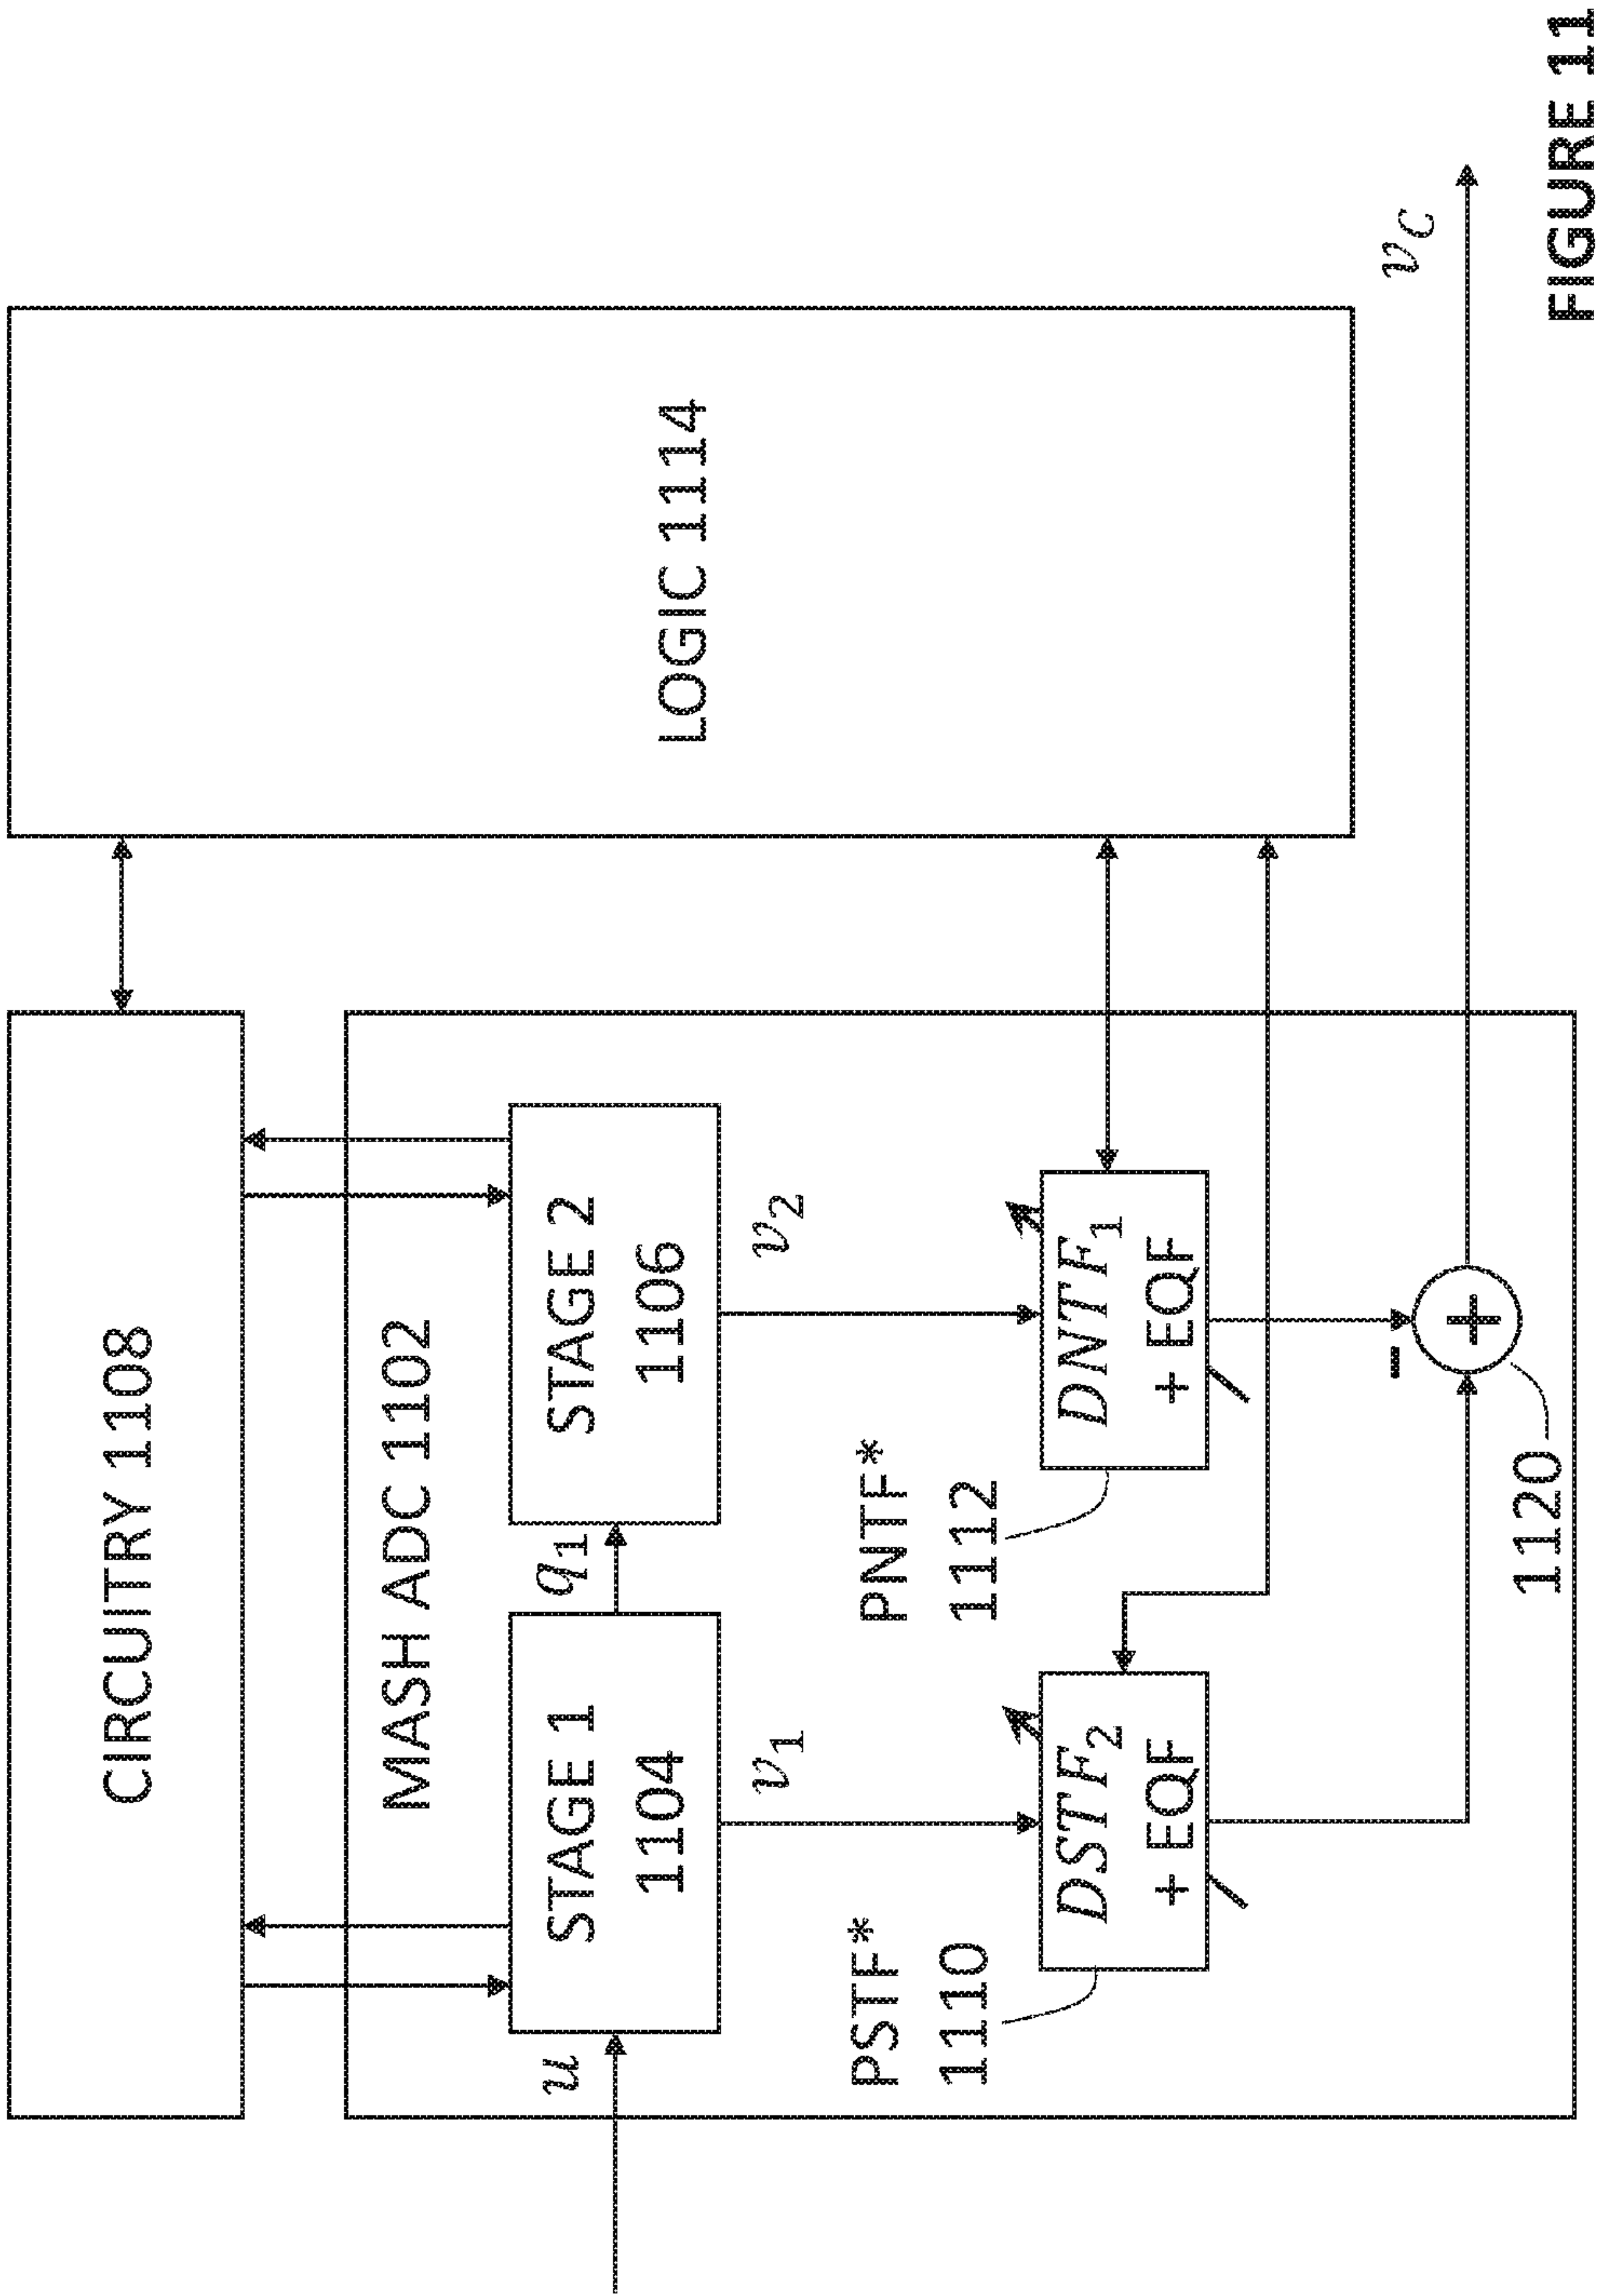 CIRCUITRY 1108
MASH ADC 1102
u
STAGE 1
1104
q1
STAGE 2
1106
v1
v2
LOGIC 1114
PSTF*
1110
DSTF2
+ EQF
PNTF*
1112
DNTF1
+ EQF
-
+
1120
vC
FIGURE 11